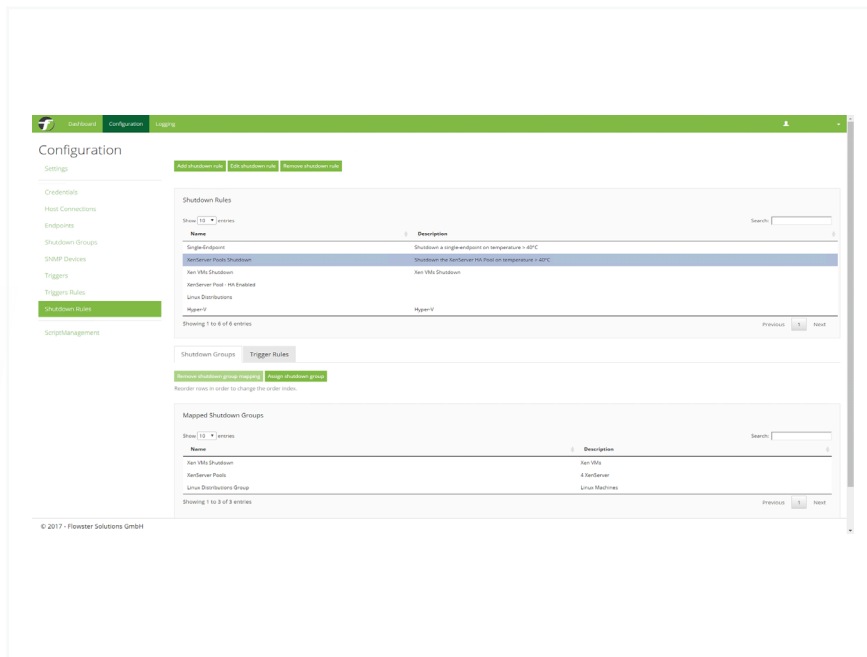 Dashboard Configuration Logging
Configuration
Settings
Credentials
Host Connections
Endpoints
Shutdown Groups
SNMP Devices
Triggers
Triggers Rules
Shutdown Rules
ScriptManagement
Add shutdown rule Edit shutdown rule Remove shutdown rule
Shutdown Rules
Show 10 entries Search:
Name Description
Single-Endpoint Shutdown a single-endpoint on temperature > 40°C
XenServer Pools Shutdown Shutdown the XenServer HA Pool on temperature > 40°C
Xen VMs Shutdown Xen VMs Shutdown
XenServer Pool - HA Enabled
Linux Distributions
Hyper-V Hyper-V
Showing 1 to 6 of 6 entries Previous 1 Next
Shutdown Groups Trigger Rules
Remove shutdown group mapping Assign shutdown group
Reorder rows in order to change the order index.
Mapped Shutdown Groups
Show 10 entries Search:
Name Description
Xen VMs Shutdown Xen VMs
XenServer Pools 4 XenServer
Linux Distributions Group Linux Machines
Showing 1 to 3 of 3 entries Previous 1 Next
© 2017 - Flowster Solutions GmbH